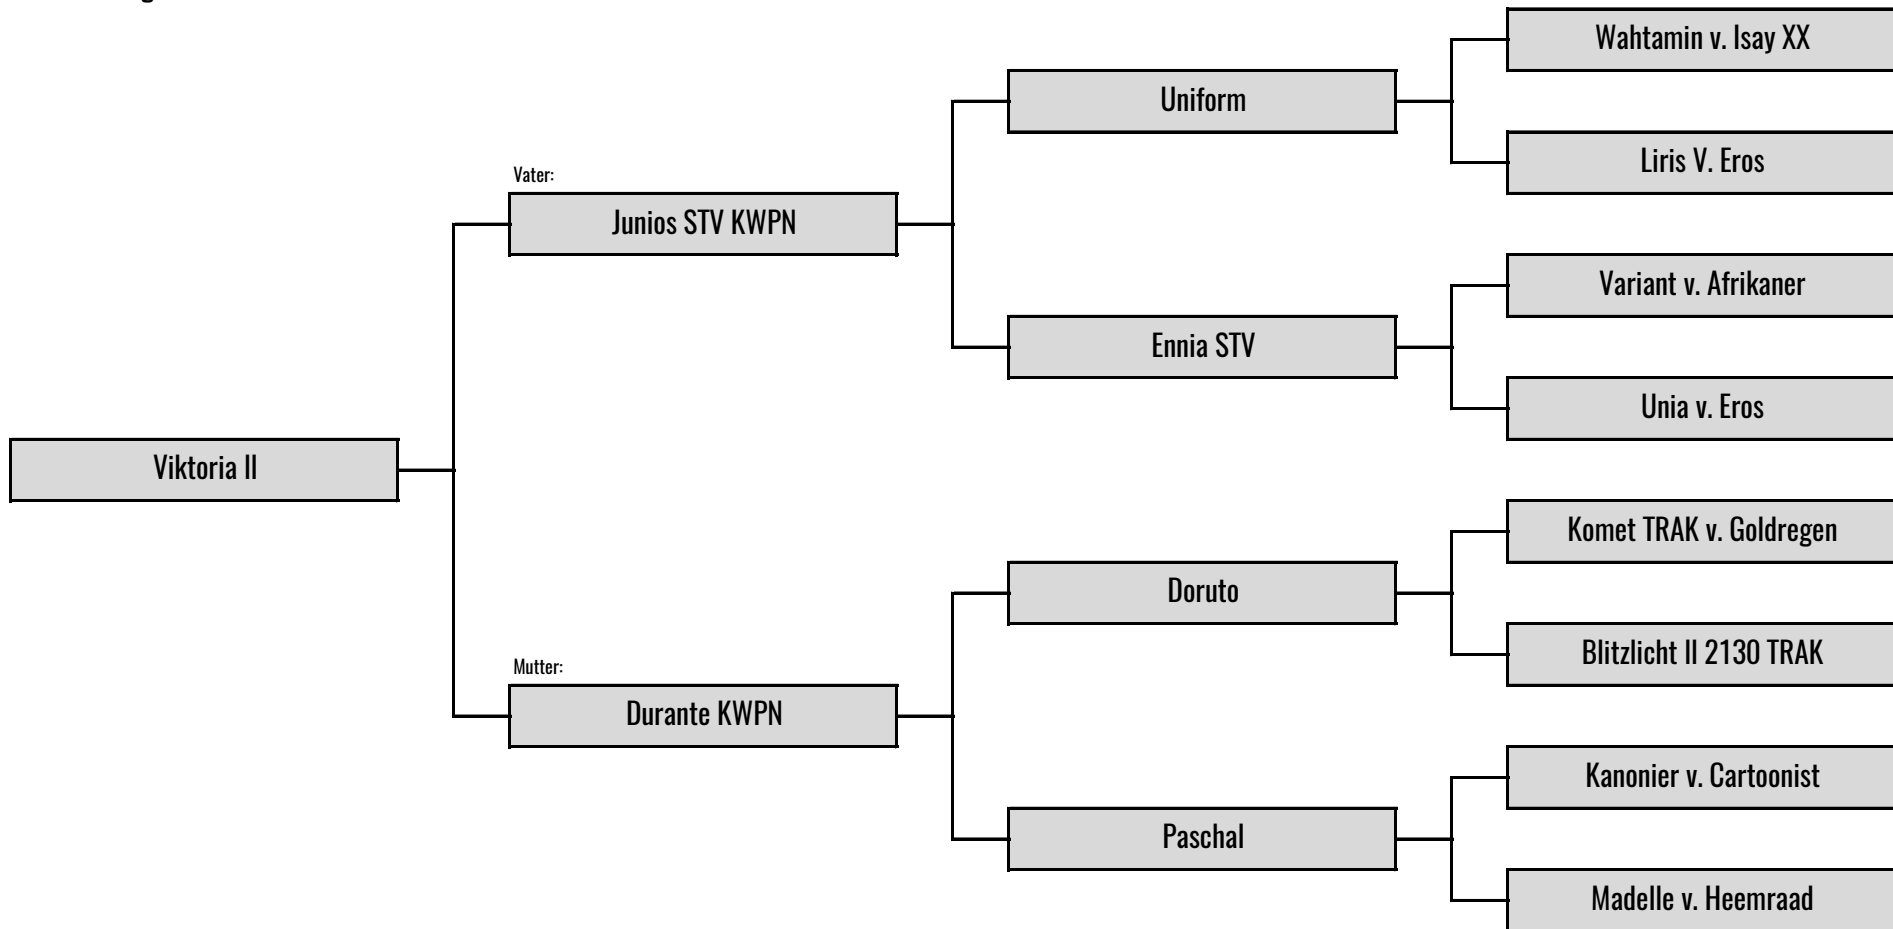 Wahtamin v. Isay XX
Uniform
Liris V. Eros
Vater:
Junios STV KWPN
Variant v. Afrikaner
Ennia STV
Unia v. Eros
Viktoria II
Komet TRAK v. Goldregen
Doruto
Blitzlicht II 2130 TRAK
Mutter:
Durante KWPN
Kanonier v. Cartoonist
Paschal
Madelle v. Heemraad